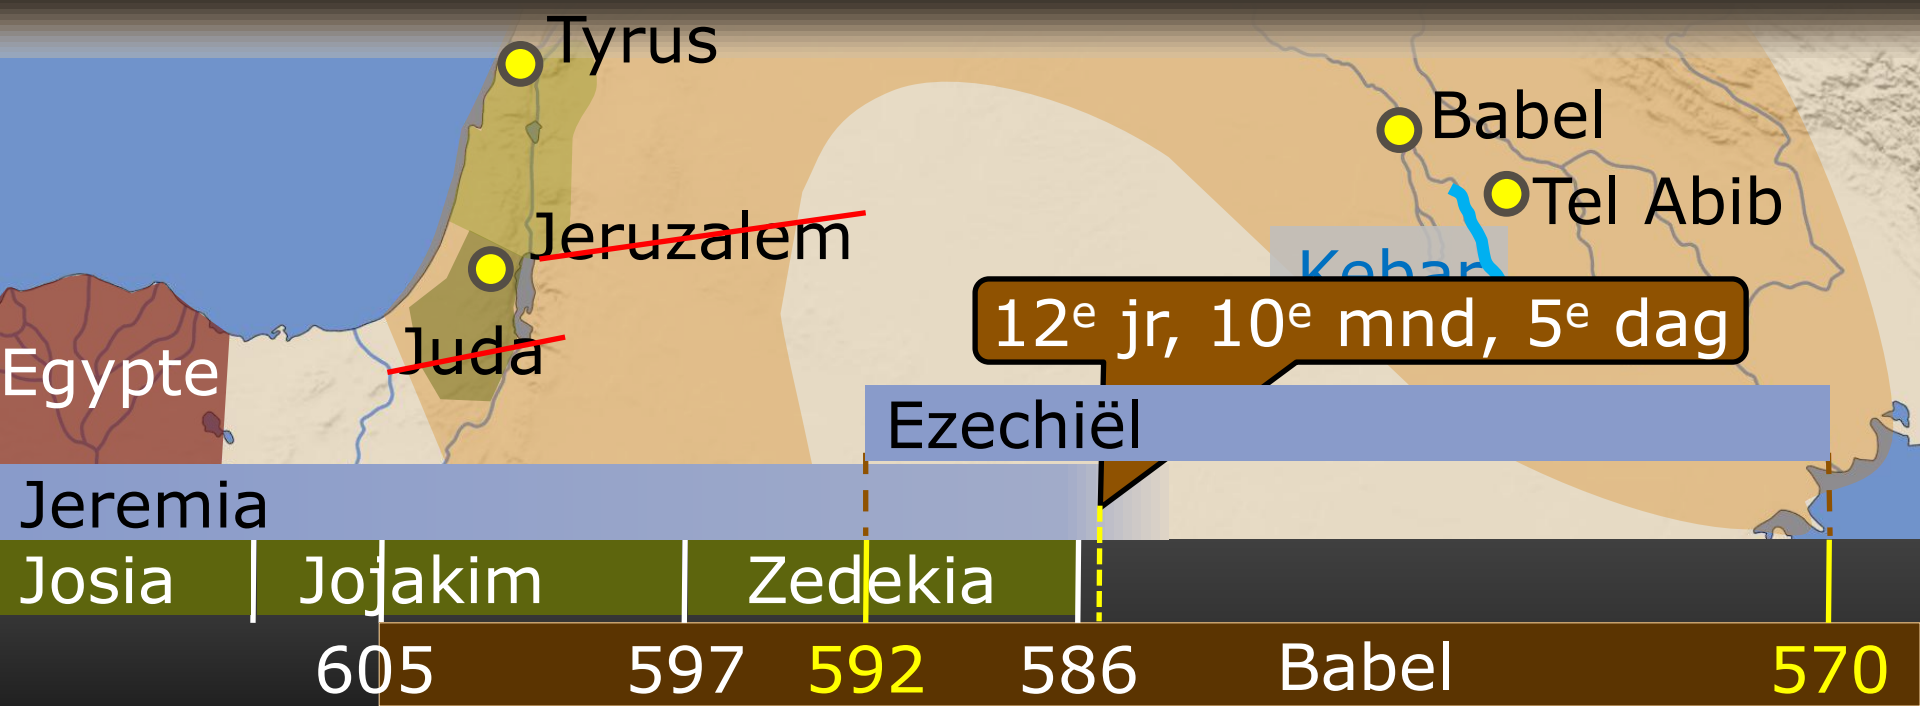 Tyrus
Babel
Tel Abib
Jeruzalem
Kebar
12e jr, 10e mnd, 5e dag
Juda
Egypte
Ezechiël
Jeremia
Josia Jojakim Zedekia
605 597 592 586 Babel 570